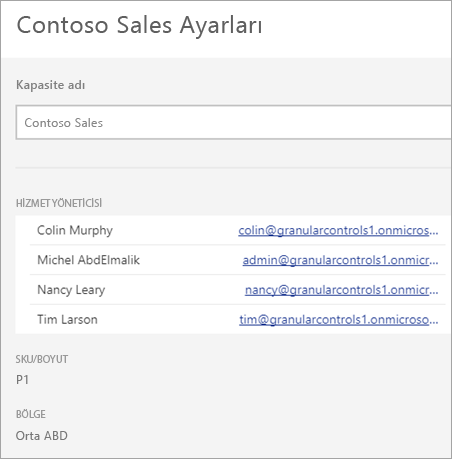 Contoso Sales Ayarları
Kapasite adı
Contoso Sales
HİZMET YÖNETİCİSİ
Colin Murphy colin@granularcontrols1.onmicros...
Michel AbdElmalik admin@granularcontrols1.onmicr...
Nancy Leary nancy@granularcontrols1.onmicr...
Tim Larson tim@granularcontrols1.onmicroso...
SKU/BOYUT
P1
BÖLGE
Orta ABD